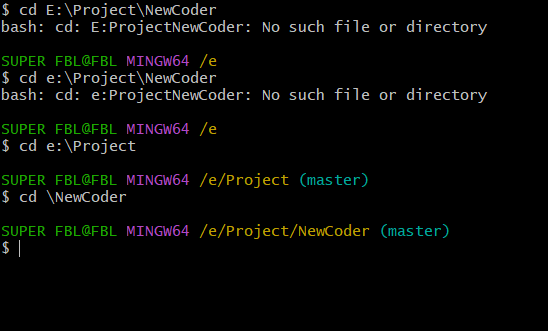 $ cd E:\Project\NewCoder
bash: cd: E:ProjectNewCoder: No such file or directory
SUPER FBL@FBL MINGW64 /e
$ cd e:\Project\NewCoder
bash: cd: e:ProjectNewCoder: No such file or directory
SUPER FBL@FBL MINGW64 /e
$ cd e:\Project
SUPER FBL@FBL MINGW64 /e/Project (master)
$ cd \NewCoder
SUPER FBL@FBL MINGW64 /e/Project/NewCoder (master)
$